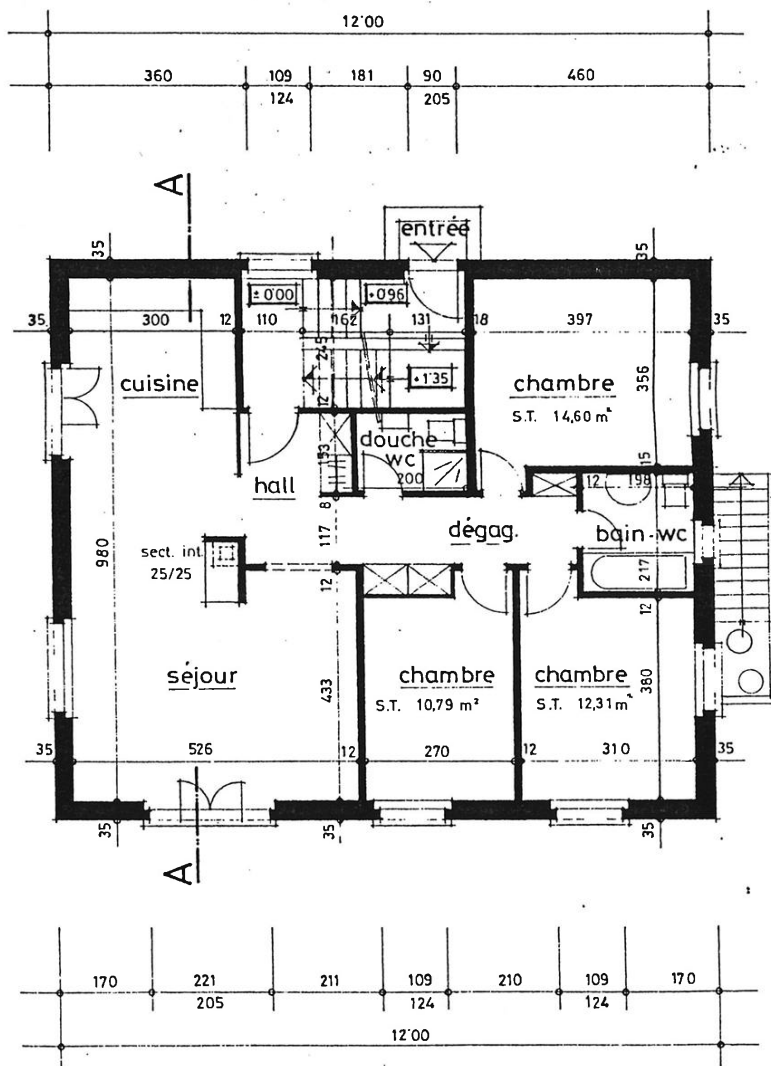 12'00
360 109 181 90 460
124 205
A
entrée
35 35
± 0'00 + 0'96
35 300 12 110 162 131 18 397 35
245
+ 1'35
356
cuisine
chambre
S.T. 14,60 m²
12
douche
wc
200
153
15
hall
12 198
8
dégag.
bain-wc
117
sect. int.
25/25
980
217
12
12
séjour
433
chambre
S.T. 10,79 m²
chambre
S.T. 12,31 m²
380
35 526 12 270 12 310 35
35 35 35
A
170 221 211 109 210 109 170
205 124 124
12'00